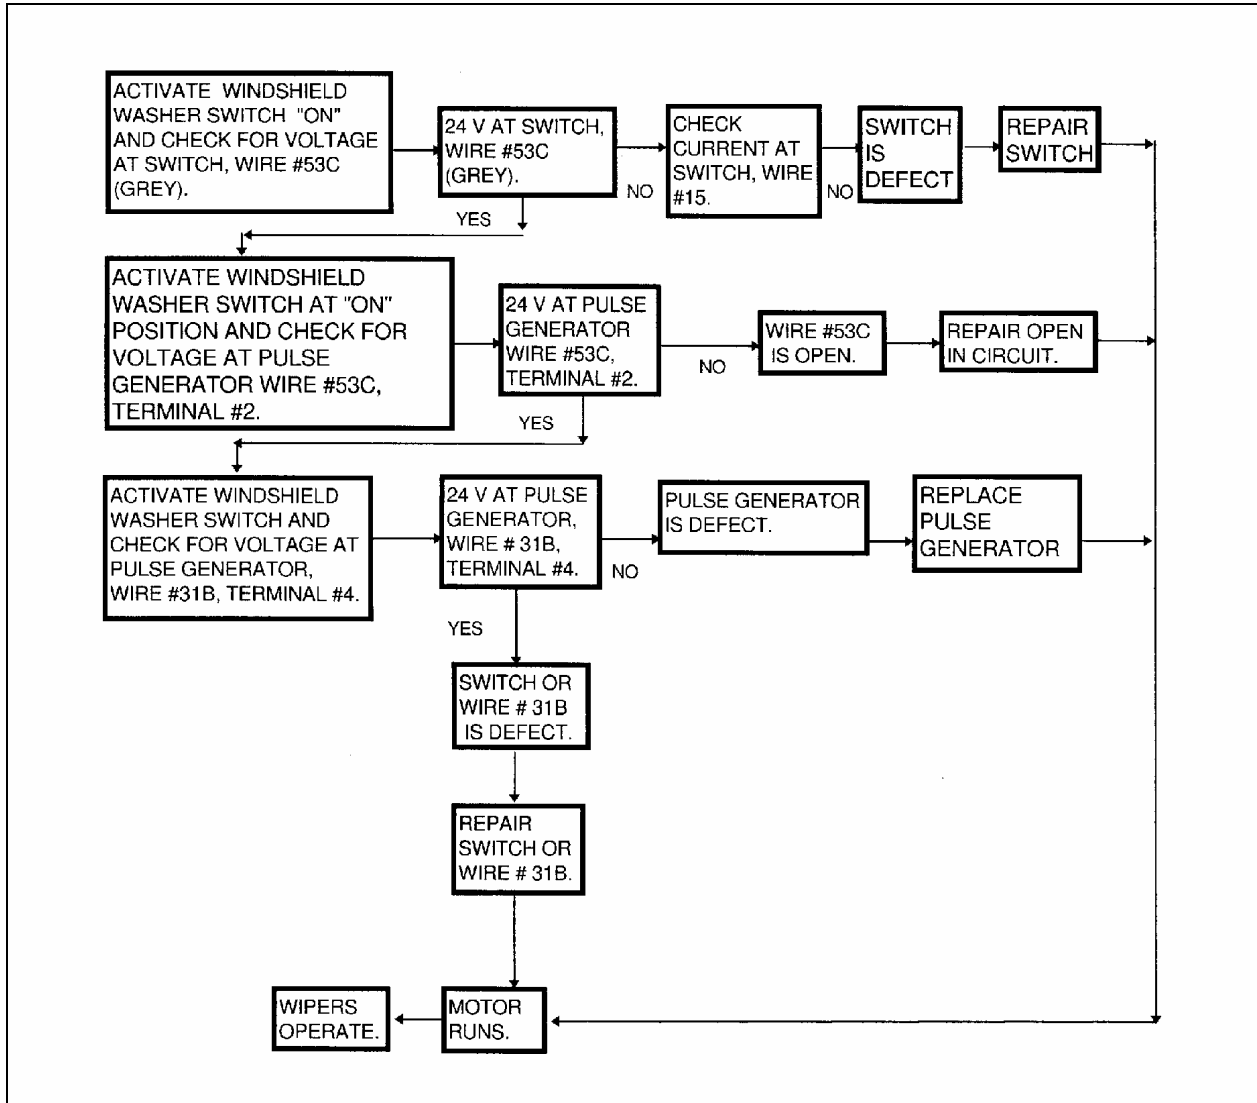 ACTIVATE WINDSHIELD
WASHER SWITCH "ON"
AND CHECK FOR VOLTAGE
AT SWITCH, WIRE #53C
(GREY).
24 V AT SWITCH,
WIRE #53C
(GREY).
NO
CHECK
CURRENT AT
SWITCH, WIRE
#15.
NO
SWITCH
IS
DEFECT
REPAIR
SWITCH
YES
ACTIVATE WINDSHIELD
WASHER SWITCH AT "ON"
POSITION AND CHECK FOR
VOLTAGE AT PULSE
GENERATOR WIRE #53C,
TERMINAL #2.
24 V AT PULSE
GENERATOR
WIRE #53C,
TERMINAL #2.
NO
WIRE #53C
IS OPEN.
REPAIR OPEN
IN CIRCUIT.
YES
ACTIVATE WINDSHIELD
WASHER SWITCH AND
CHECK FOR VOLTAGE AT
PULSE GENERATOR,
WIRE #31B, TERMINAL #4.
24 V AT PULSE
GENERATOR,
WIRE # 31B,
TERMINAL #4.
NO
PULSE GENERATOR
IS DEFECT.
REPLACE
PULSE
GENERATOR
YES
SWITCH OR
WIRE # 31B
IS DEFECT.
REPAIR
SWITCH OR
WIRE # 31B.
WIPERS
OPERATE.
MOTOR
RUNS.